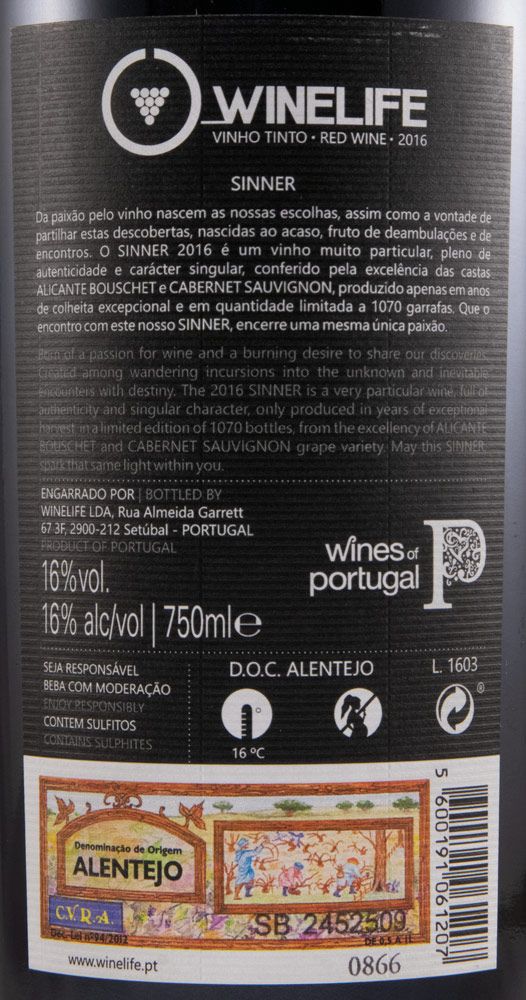 WINELIFE
VINHO TINTO • RED WINE • 2016
SINNER
Da paixão pelo vinho nascem as nossas escolhas, assim como a vontade de
partilhar estas descobertas, nascidas ao acaso, fruto de deambulações e de
encontros. O SINNER 2016 é um vinho muito particular, pleno de
autenticidade e carácter singular, conferido pela excelência das castas
ALICANTE BOUSCHET e CABERNET SAUVIGNON, produzido apenas em anos
de colheita excepcional e em quantidade limitada a 1070 garrafas. Que o
encontro com este nosso SINNER, encerre uma mesma única paixão.
Born of a passion for wine and a burning desire to share our discoveries.
Created among wandering incursions into the unknown and inevitable
encounters with destiny. The 2016 SINNER is a very particular wine, full of
authenticity and singular character, only produced in years of exceptional
harvest in a limited edition of 1070 bottles, from the excellency of ALICANTE
BOUSCHET and CABERNET SAUVIGNON grape variety. May this SINNER
spark that same light within you.
ENGARRADO POR | BOTTLED BY
WINELIFE LDA, Rua Almeida Garrett
67 3F, 2900-212 Setúbal - PORTUGAL
PRODUCT OF PORTUGAL
wines of
portugal
P
16%vol.
16% alc/vol | 750ml℮
SEJA RESPONSÁVEL
BEBA COM MODERAÇÃO
ENJOY RESPONSIBLY
CONTEM SULFITOS
CONTAINS SULPHITES
D.O.C. ALENTEJO
16 ºC
L. 1603
®
Denominação de Origem
ALENTEJO
C.V.R.A.
Dec-Lei nº94/2012
SB 2452509
DE 0,5 A 1L
5 600191 061207
www.winelife.pt
0866